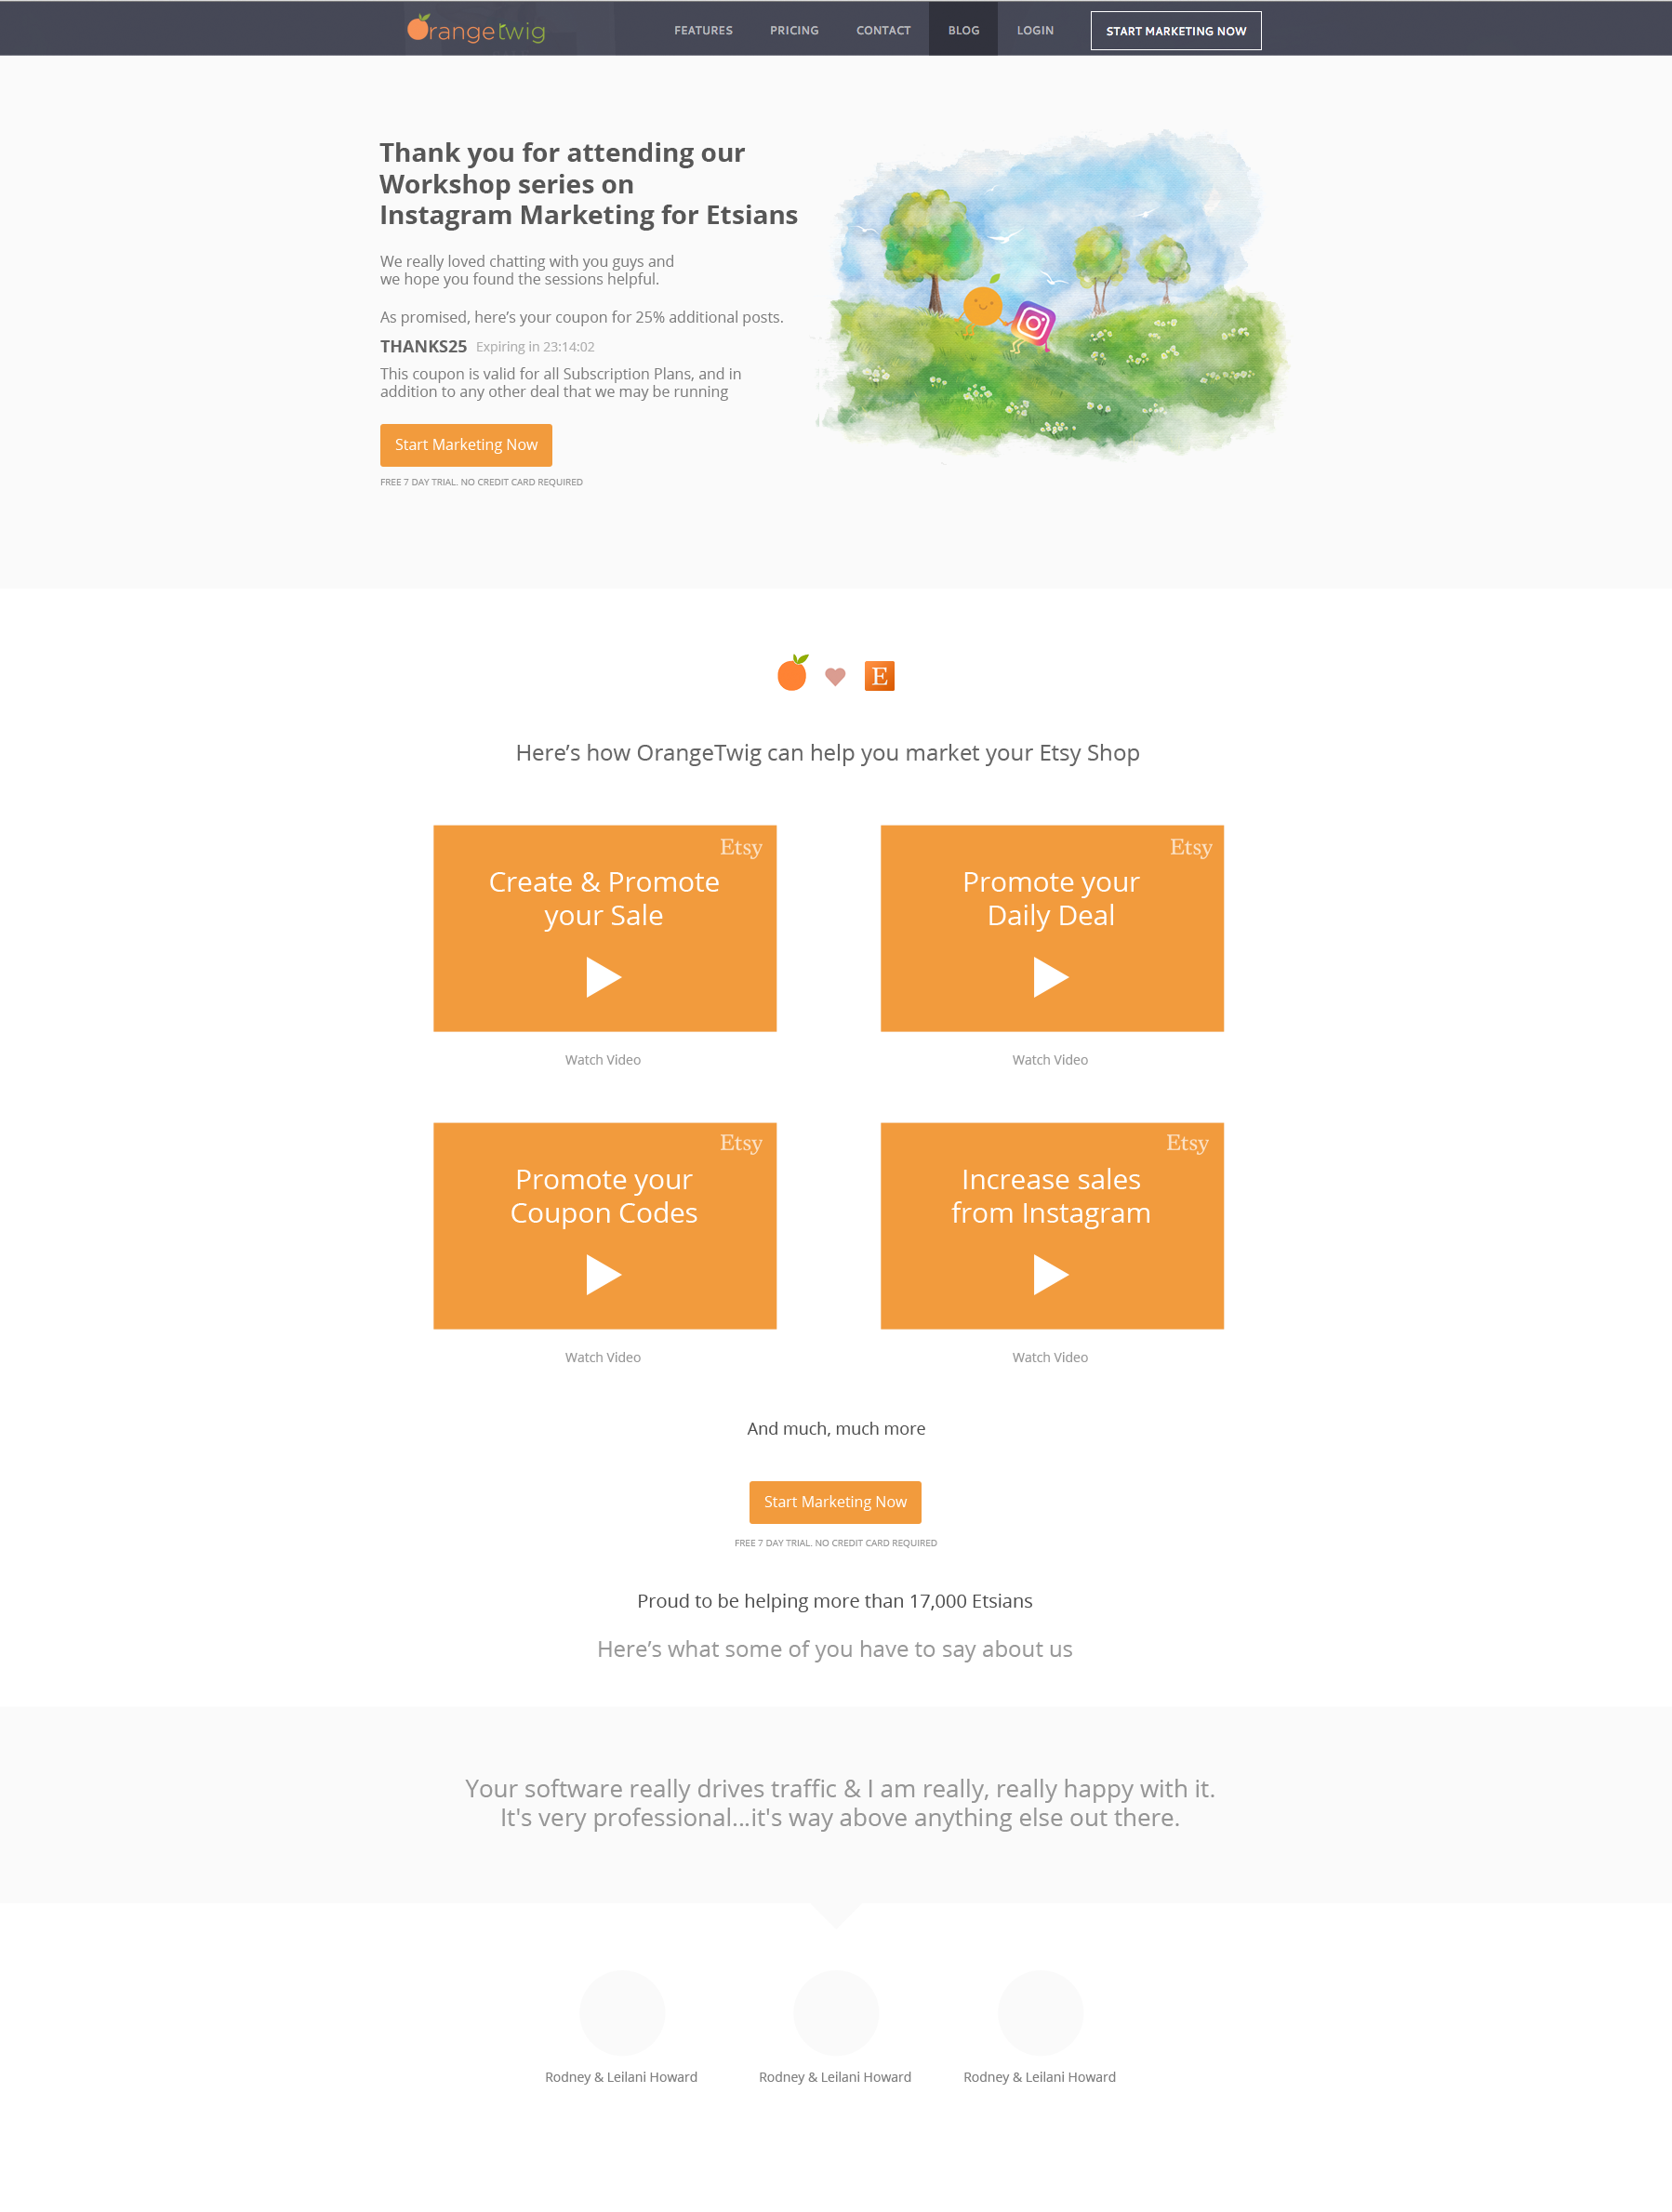 Orangetwig
FEATURES
PRICING
CONTACT
BLOG
LOGIN
START MARKETING NOW
Thank you for attending our
Workshop series on
Instagram Marketing for Etsians
We really loved chatting with you guys and
we hope you found the sessions helpful.
As promised, here’s your coupon for 25% additional posts.
THANKS25 Expiring in 23:14:02
This coupon is valid for all Subscription Plans, and in
addition to any other deal that we may be running
Start Marketing Now
FREE 7 DAY TRIAL. NO CREDIT CARD REQUIRED
E
Here’s how OrangeTwig can help you market your Etsy Shop
Etsy
Create & Promote
your Sale
Watch Video
Etsy
Promote your
Daily Deal
Watch Video
Etsy
Promote your
Coupon Codes
Watch Video
Etsy
Increase sales
from Instagram
Watch Video
And much, much more
Start Marketing Now
FREE 7 DAY TRIAL. NO CREDIT CARD REQUIRED
Proud to be helping more than 17,000 Etsians
Here’s what some of you have to say about us
Your software really drives traffic & I am really, really happy with it.
It's very professional...it's way above anything else out there.
Rodney & Leilani Howard
Rodney & Leilani Howard
Rodney & Leilani Howard